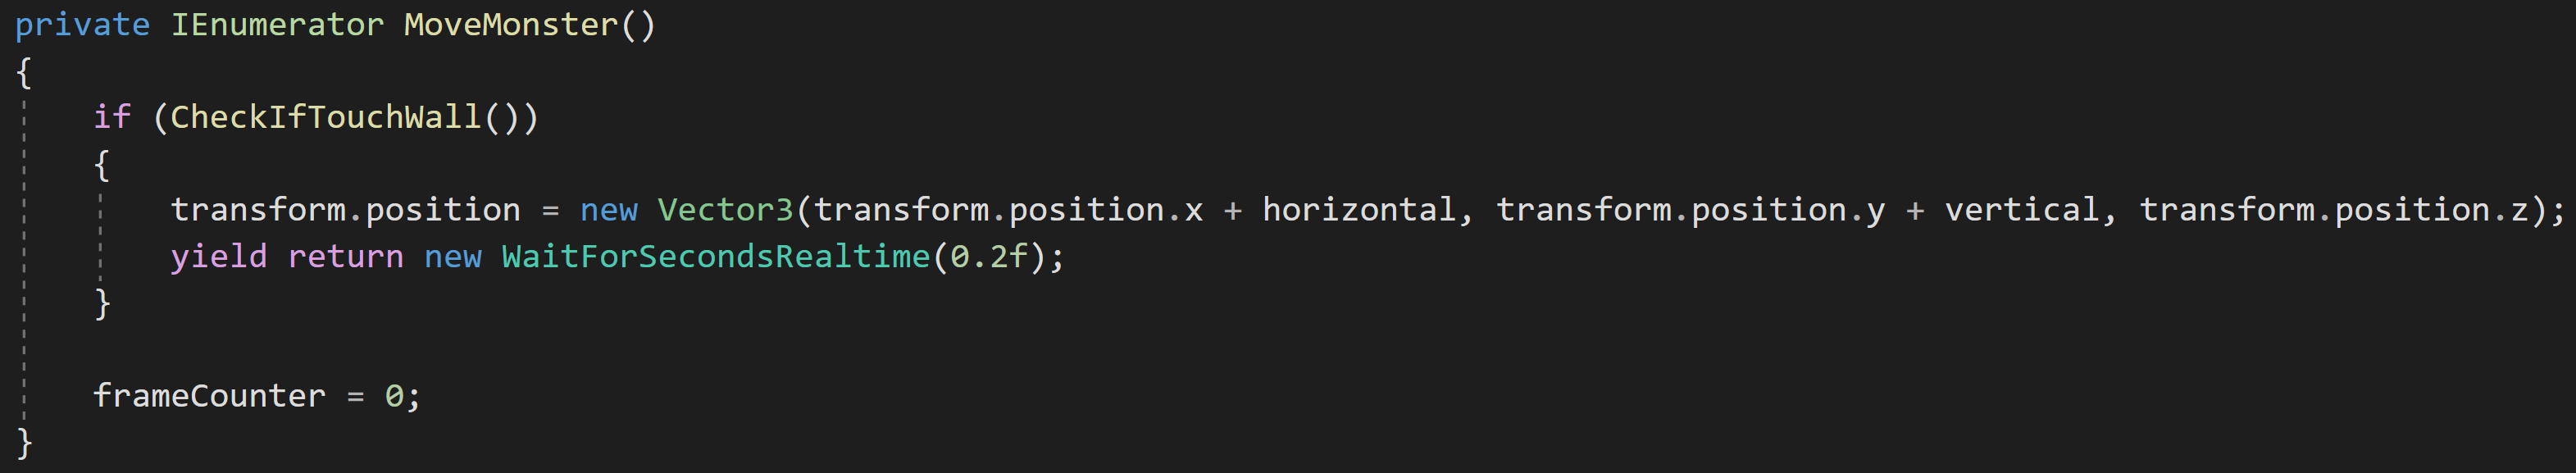 private IEnumerator MoveMonster()
{
    if (CheckIfTouchWall())
    {
        transform.position = new Vector3(transform.position.x + horizontal, transform.position.y + vertical, transform.position.z);
        yield return new WaitForSecondsRealtime(0.2f);
    }

    frameCounter = 0;
}